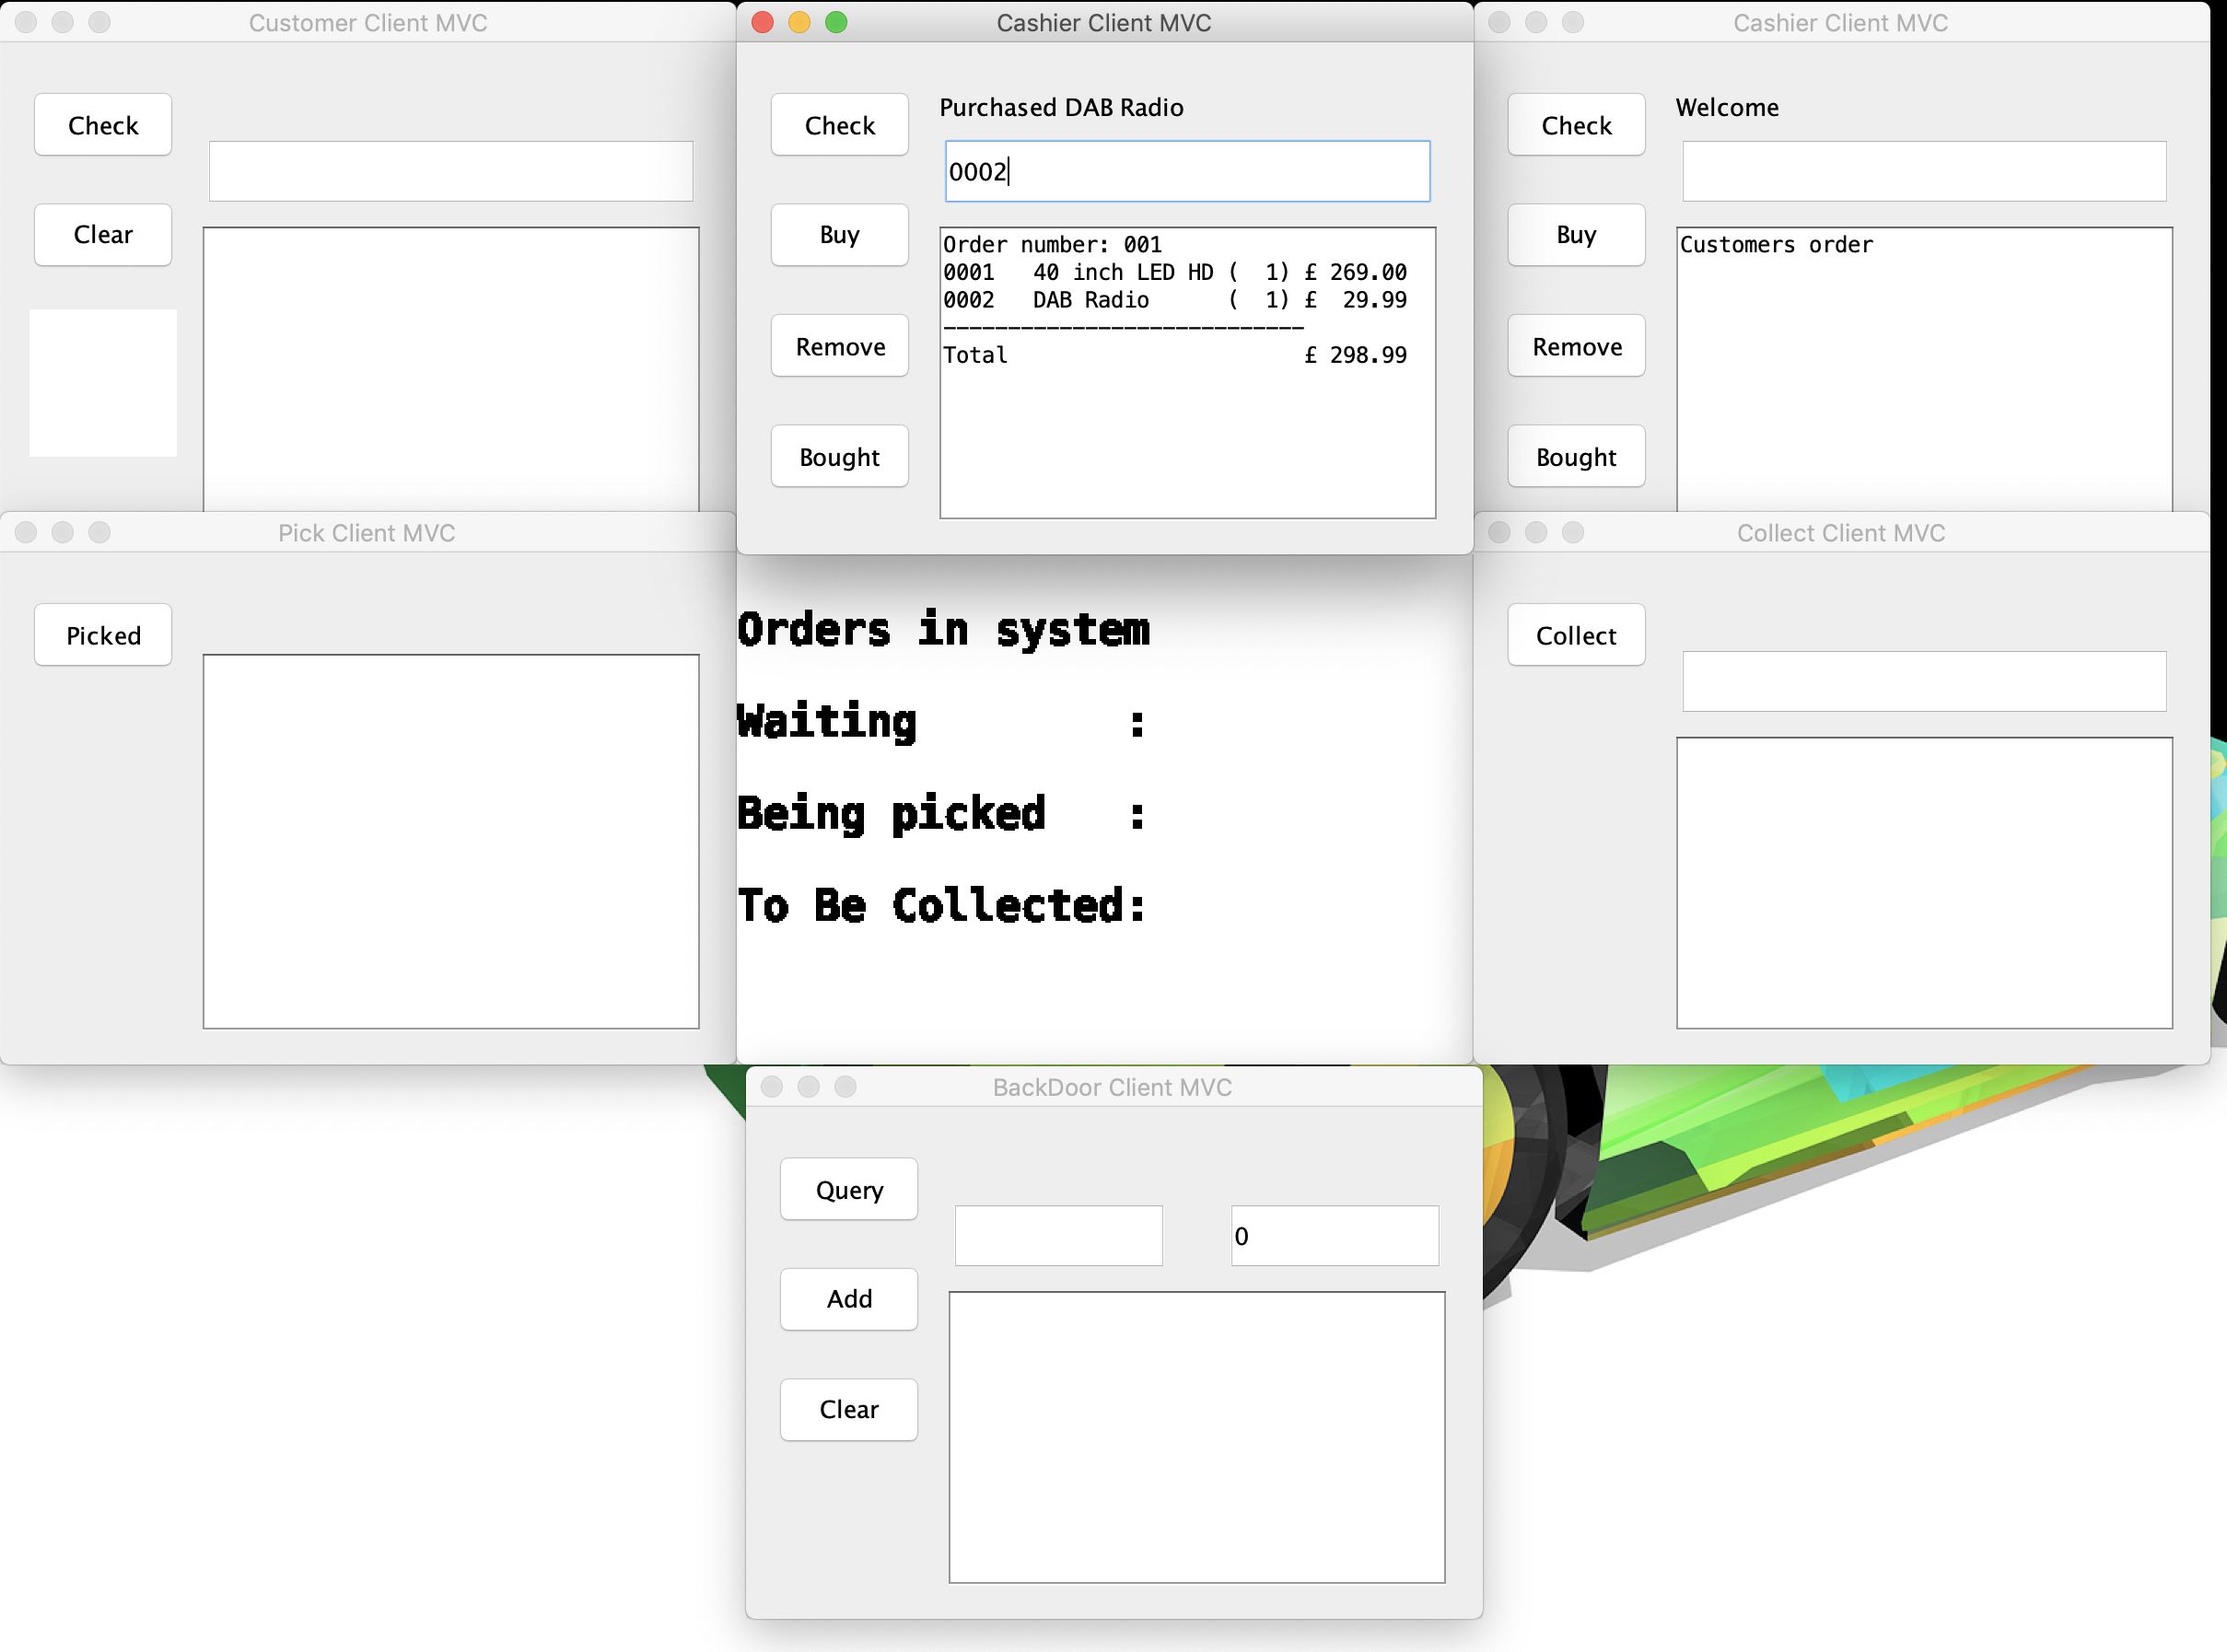 Customer Client MVC
Check
Clear
Cashier Client MVC
Check
Purchased DAB Radio
0002
Buy
Remove
Bought
Order number: 001
0001   40 inch LED HD (  1) £ 269.00
0002   DAB Radio      (  1) £  29.99
----------------------------
Total                       £ 298.99
Cashier Client MVC
Check
Welcome
Buy
Remove
Bought
Customers order
Pick Client MVC
Picked
Orders in system
Waiting        :
Being picked   :
To Be Collected:
Collect Client MVC
Collect
BackDoor Client MVC
Query
0
Add
Clear